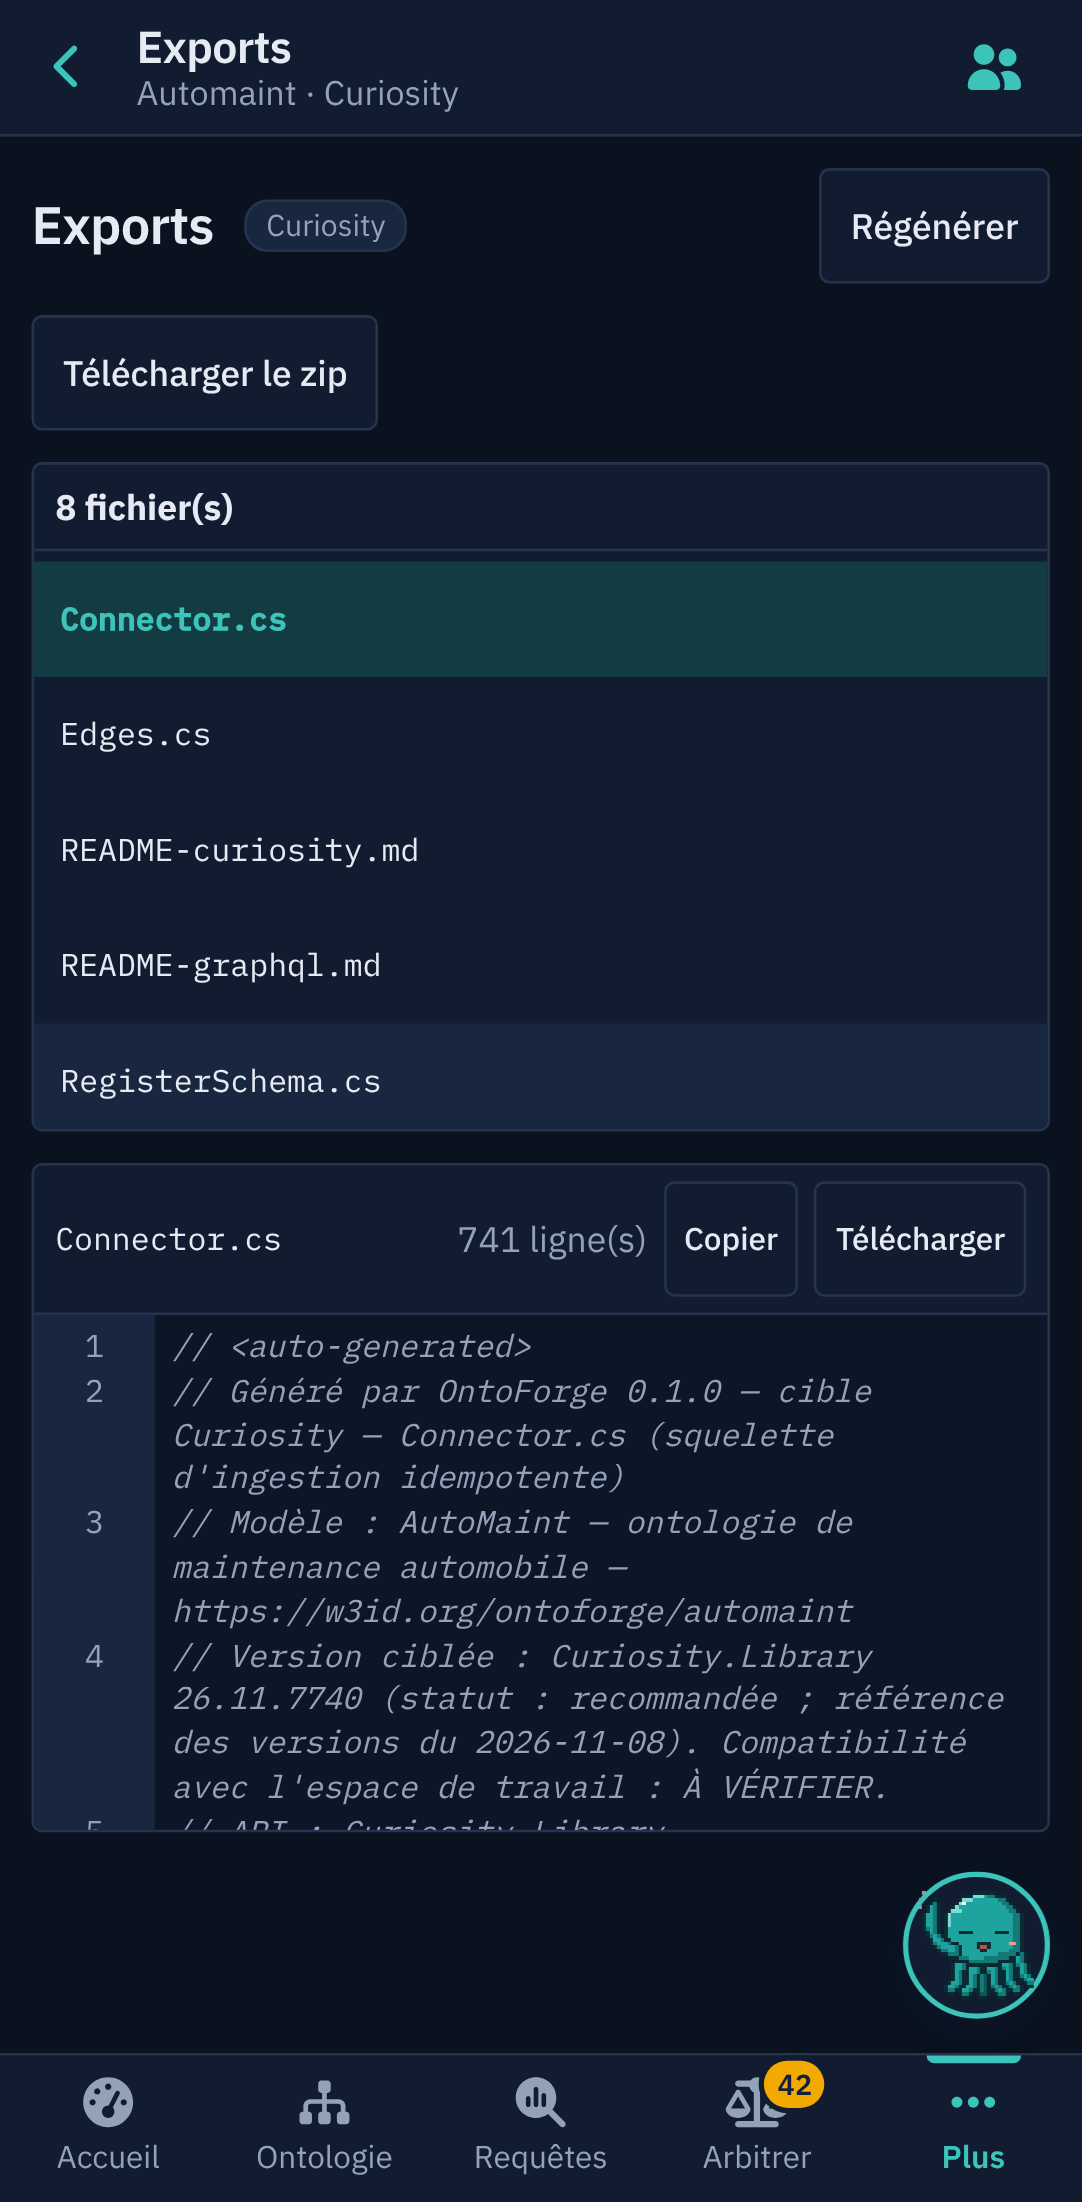 Exports
Automaint · Curiosity
Exports
Curiosity
Régénérer
Télécharger le zip
8 fichier(s)
Connector.cs
Edges.cs
README-curiosity.md
README-graphql.md
RegisterSchema.cs
Connector.cs
741 ligne(s)
Copier
Télécharger
1 // <auto-generated>
2 // Généré par OntoForge 0.1.0 — cible
Curiosity — Connector.cs (squelette
d'ingestion idempotente)
3 // Modèle : AutoMaint — ontologie de
maintenance automobile —
https://w3id.org/ontoforge/automaint
4 // Version ciblée : Curiosity.Library
26.11.7740 (statut : recommandée ; référence
des versions du 2026-11-08). Compatibilité
avec l'espace de travail : À VÉRIFIER.
5 // API : Curiosity.Library
42
Accueil
Ontologie
Requêtes
Arbitrer
Plus